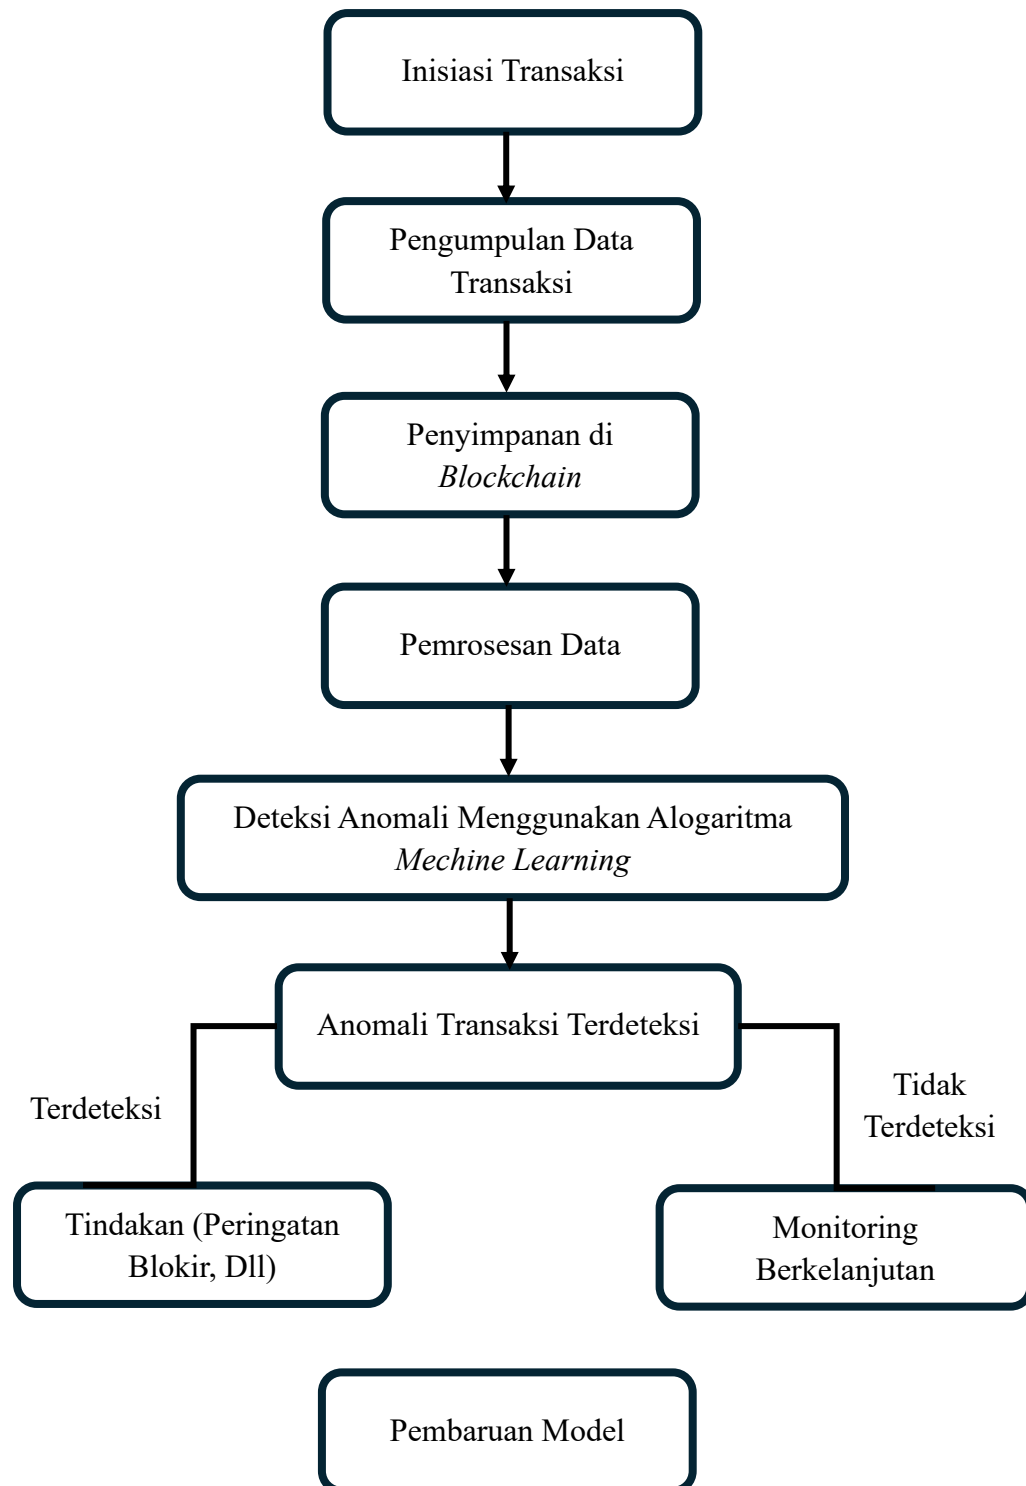 Inisiasi Transaksi
Pengumpulan Data
Transaksi
Penyimpanan di
Blockchain
Pemrosesan Data
Deteksi Anomali Menggunakan Alogaritma
Mechine Learning
Anomali Transaksi Terdeteksi
Terdeteksi
Tidak
Terdeteksi
Tindakan (Peringatan
Blokir, Dll)
Monitoring
Berkelanjutan
Pembaruan Model